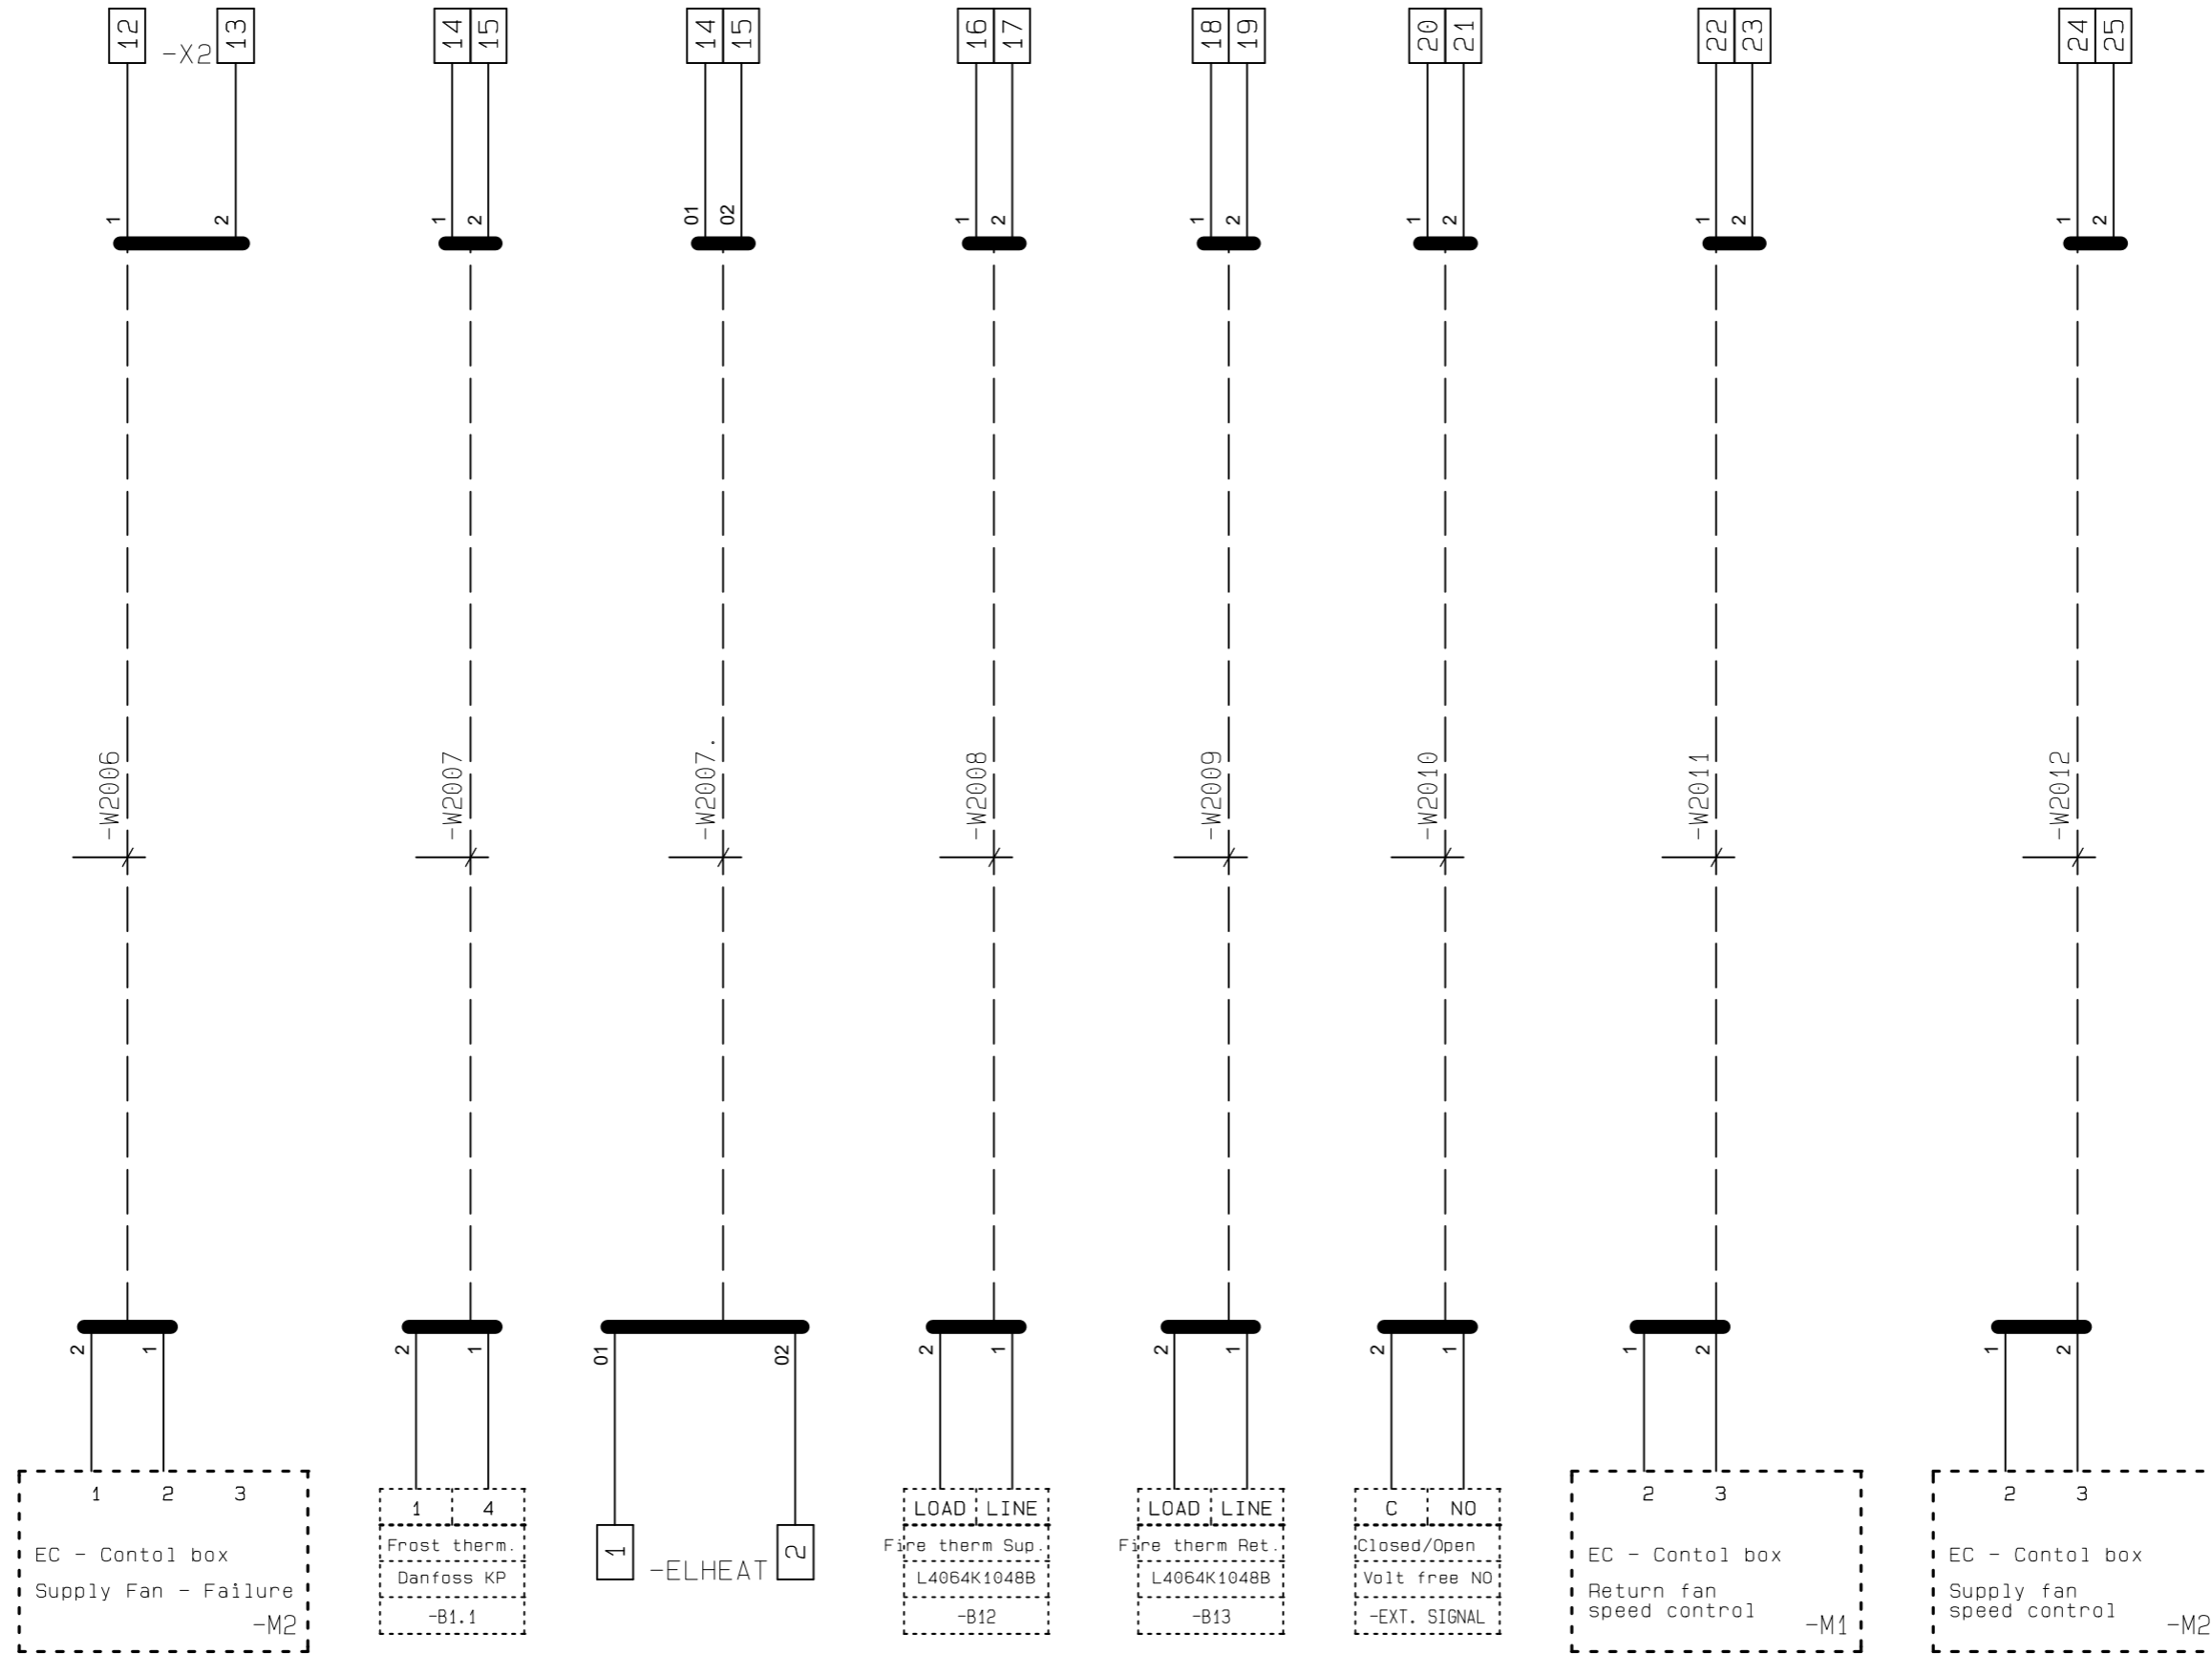 12 -X2 13
14 15
14 15
16 17
18 19
20 21
22 23
24 25
1 2
1 2
01 02
1 2
1 2
1 2
1 2
1 2
-W2006
-W2007
-W2007.
-W2008
-W2009
-W2010
-W2011
-W2012
2 1
2 1
01 02
2 1
2 1
2 1
1 2
1 2
1 2 3
EC - Contol box
Supply Fan - Failure
-M2
1 4
Frost therm.
Danfoss KP
-B1.1
1 -ELHEAT 2
LOAD LINE
Fire therm Sup.
L4064K1048B
-B12
LOAD LINE
Fire therm Ret.
L4064K1048B
-B13
C NO
Closed/Open
Volt free NO
-EXT. SIGNAL
2 3
EC - Contol box
Return fan
speed control
-M1
2 3
EC - Contol box
Supply fan
speed control
-M2